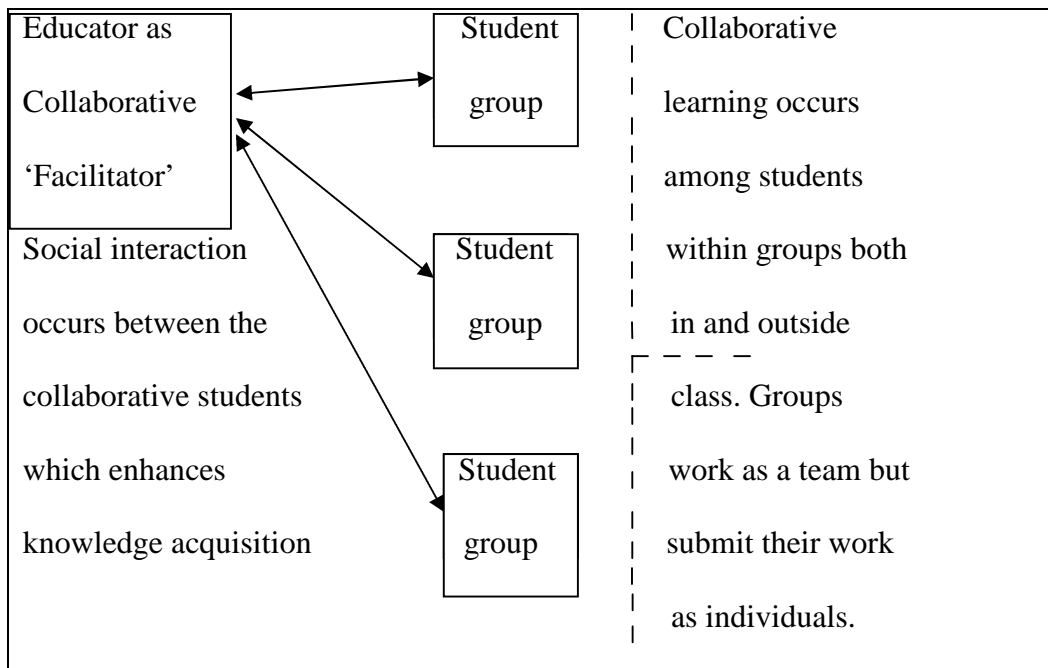 Educator as
Collaborative
‘Facilitator’
Social interaction
occurs between the
collaborative students
which enhances
knowledge acquisition
Student
group
Student
group
Student
group
Collaborative
learning occurs
among students
within groups both
in and outside
class. Groups
work as a team but
submit their work
as individuals.